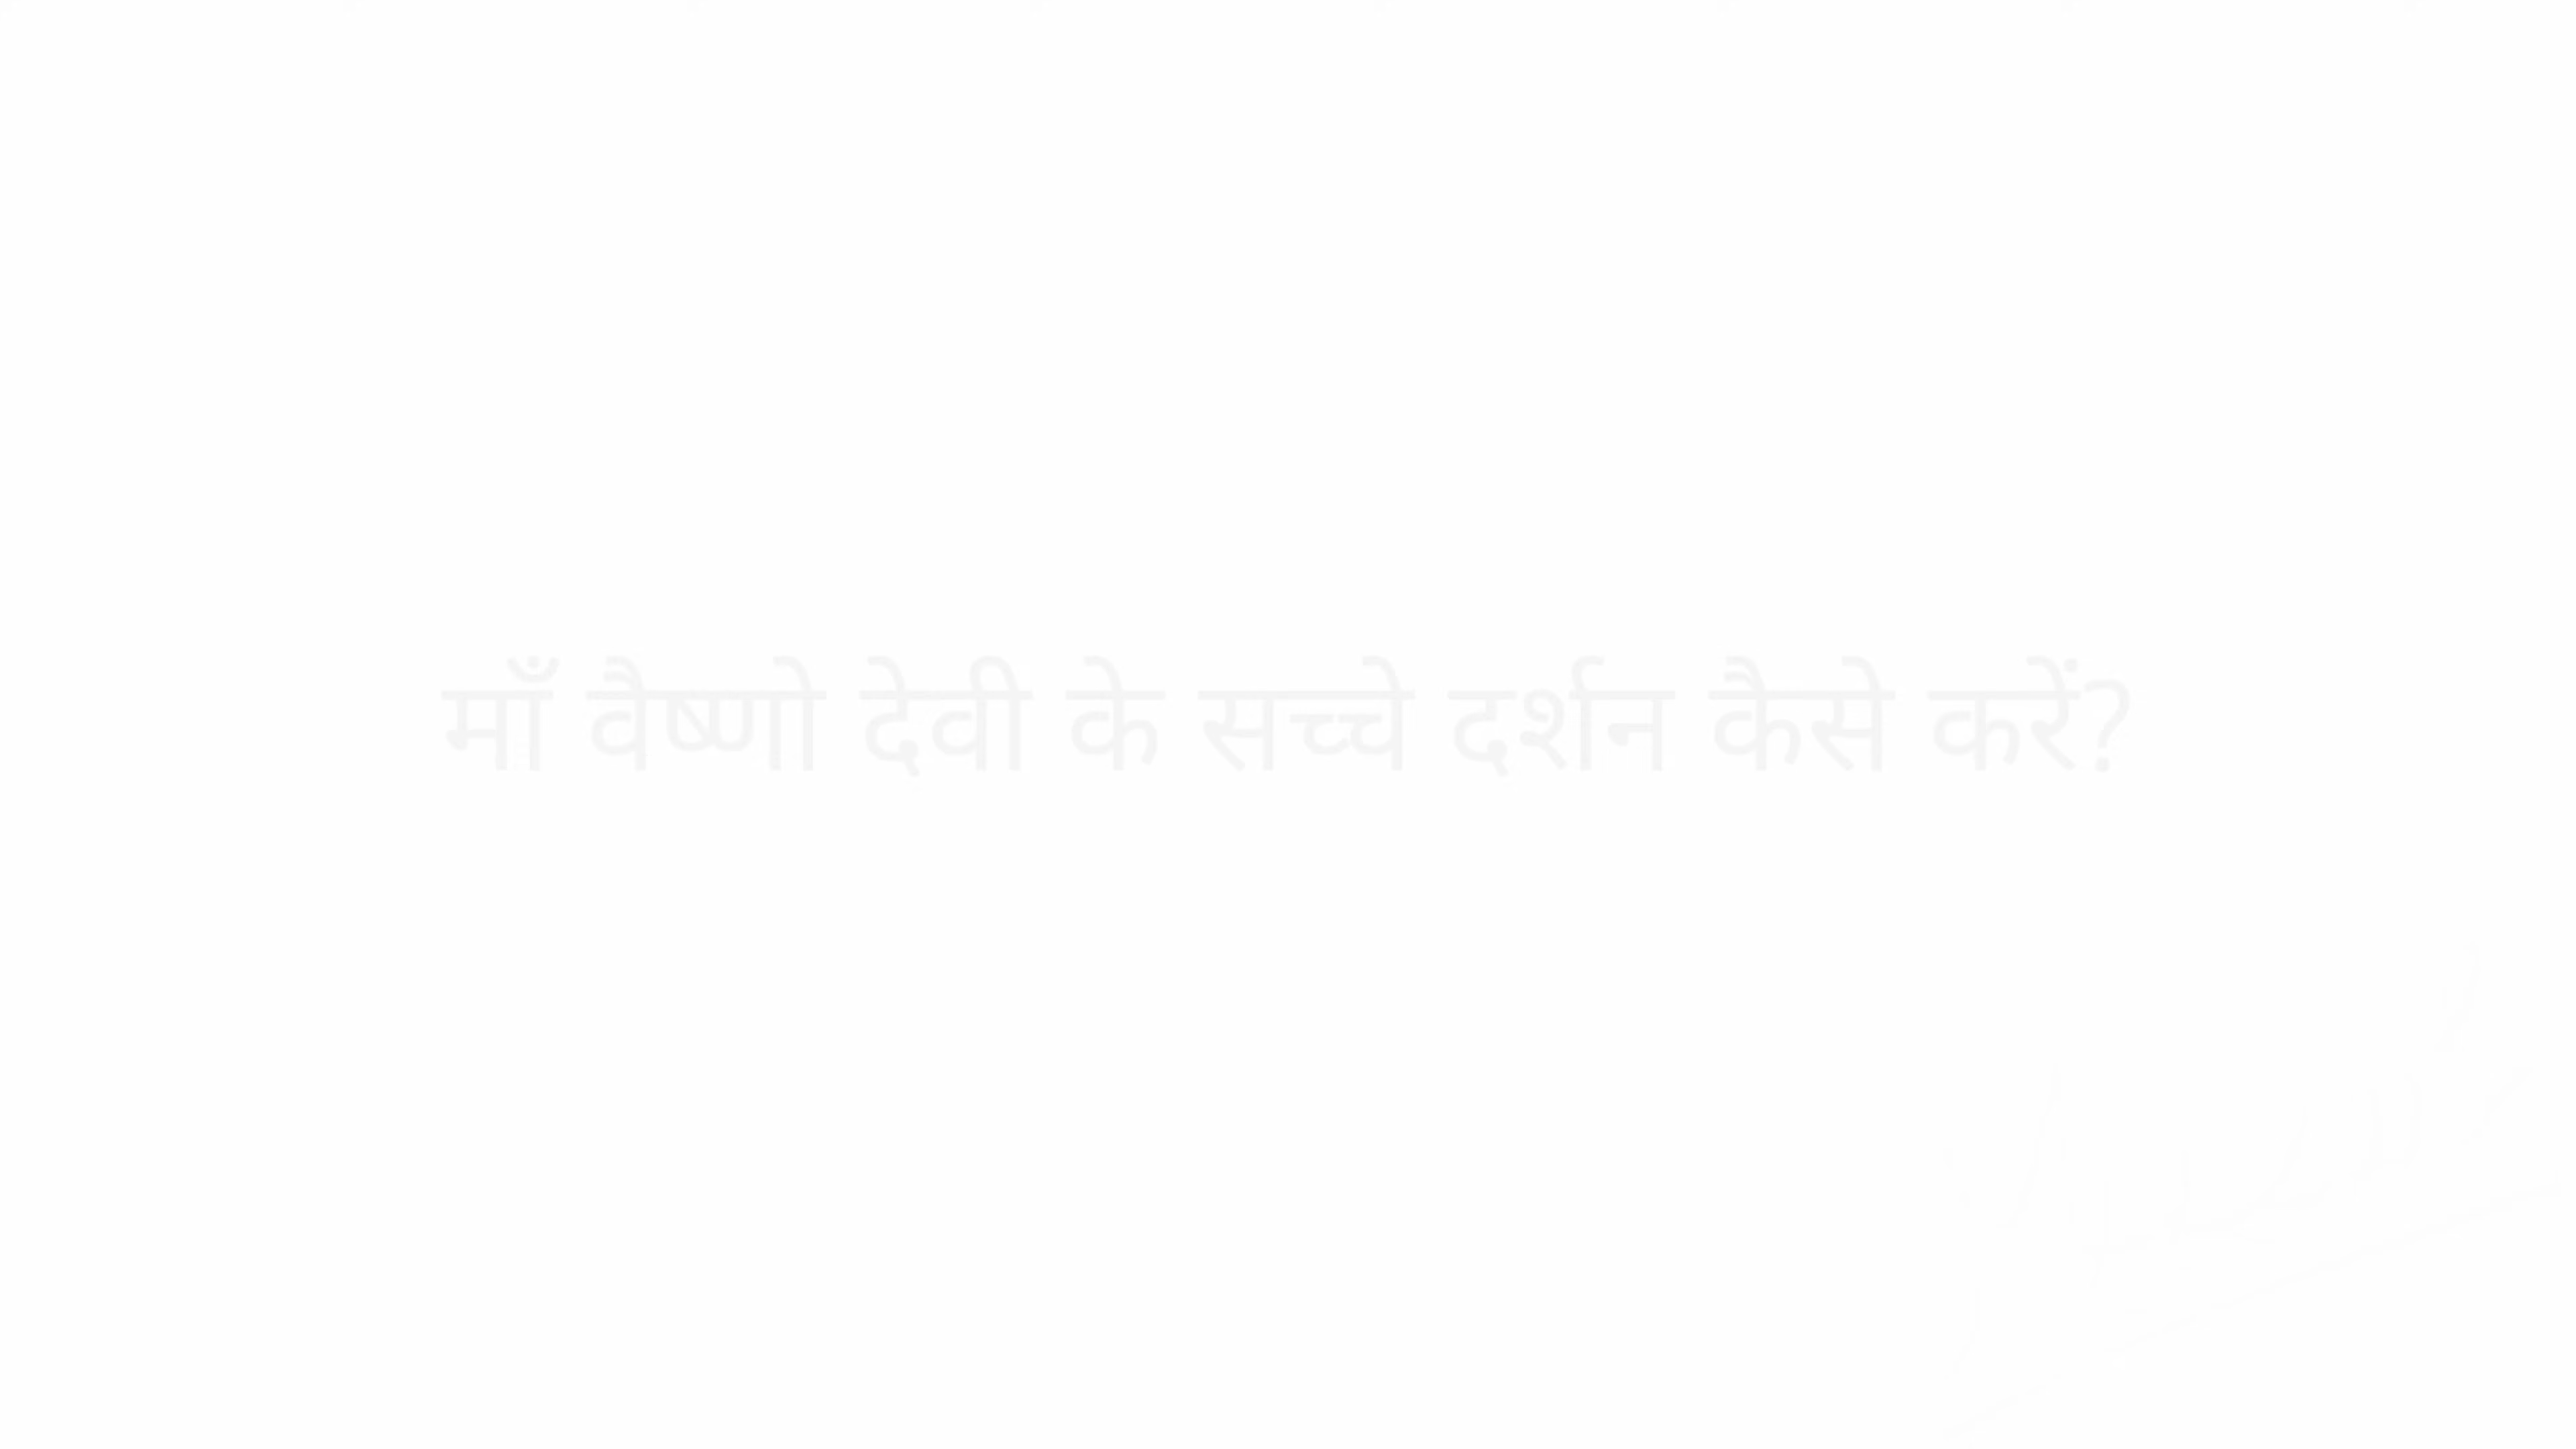 माँ वैष्णो देवी के सच्चे दर्शन कैसे करें?